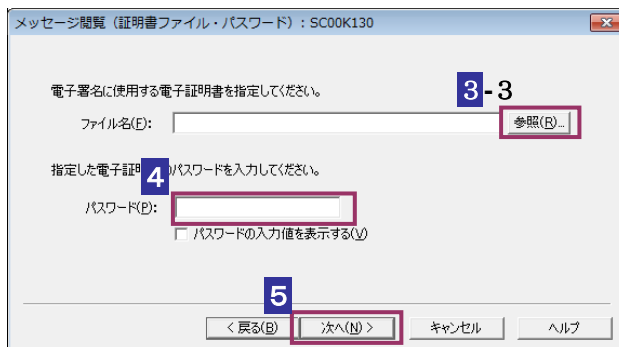 メッセージ閲覧（証明書ファイル・パスワード）：SC00K130
電子署名に使用する電子証明書を指定してください。
3-3
ファイル名(F):
参照(R)...
指定した電子証明 のパスワードを入力してください。
4
パスワード(P):
パスワードの入力値を表示する(V)
5
< 戻る(B)
次へ(N) >
キャンセル
ヘルプ